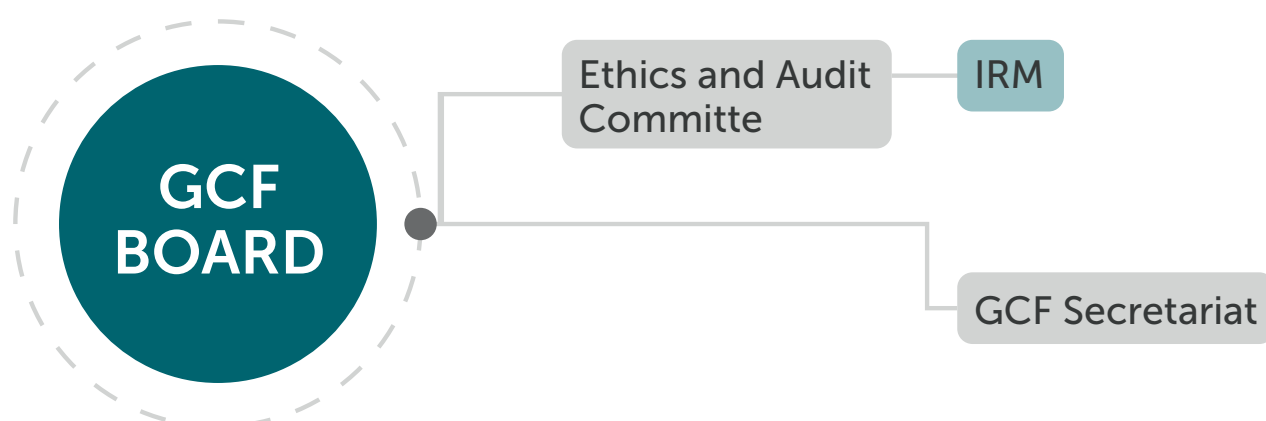 GCF
BOARD
Ethics and Audit
Committe
IRM
GCF Secretariat